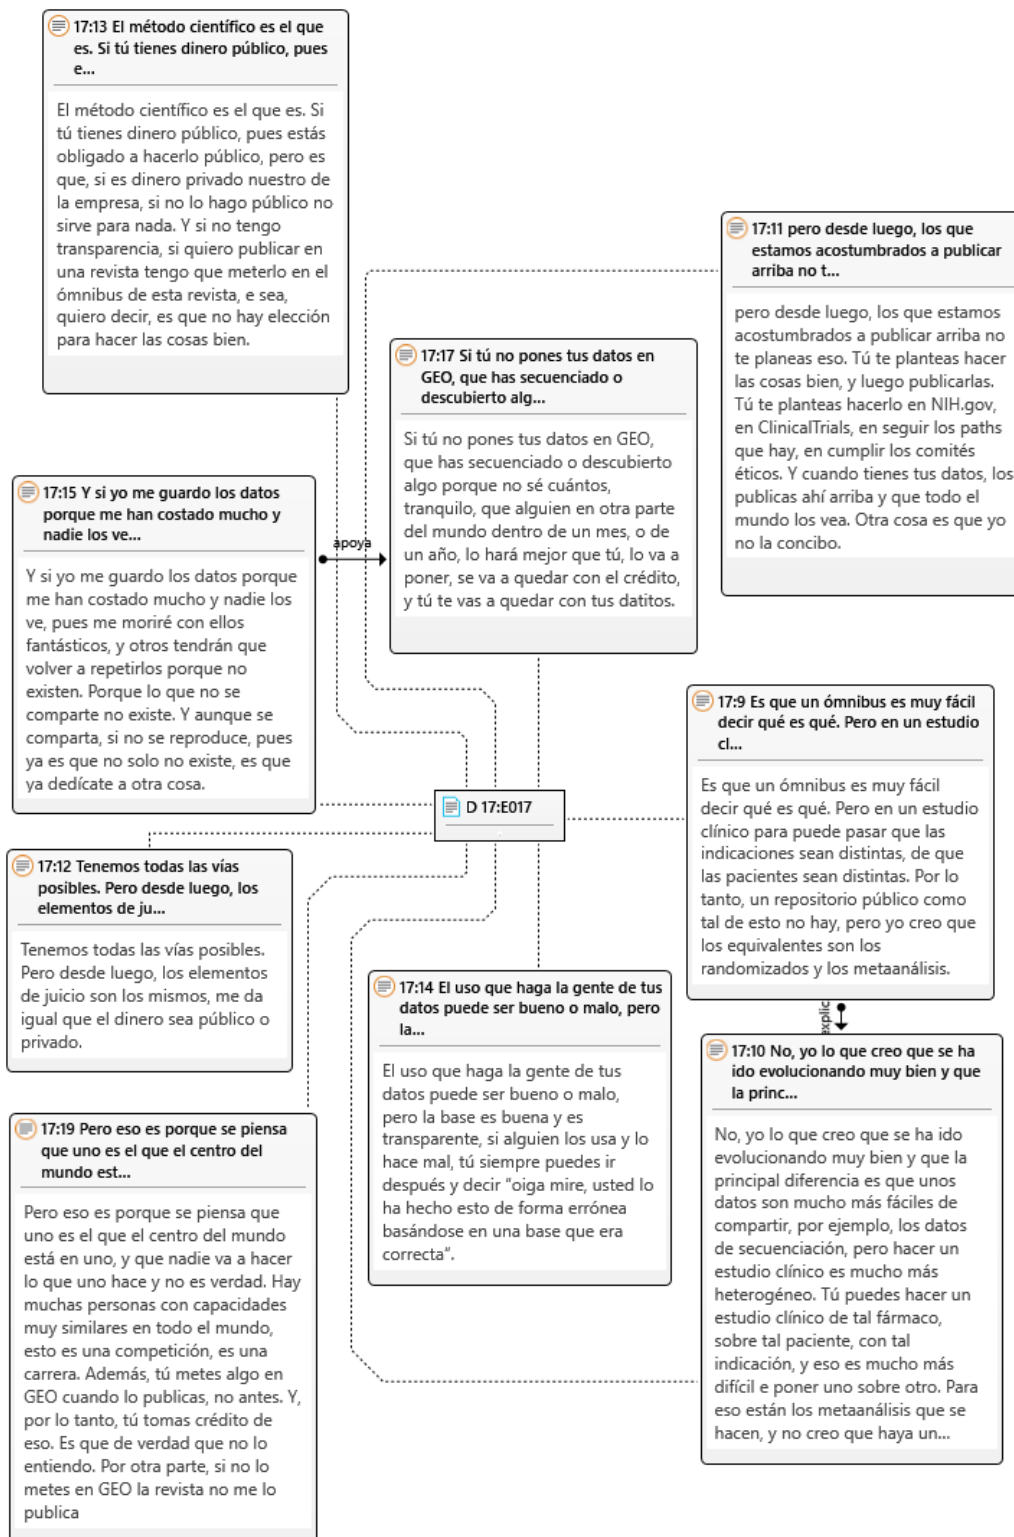 17:13 El método científico es el que
es. Si tú tienes dinero público, pues
e...
El método científico es el que es. Si
tú tienes dinero público, pues estás
obligado a hacerlo público, pero es
que, si es dinero privado nuestro de
la empresa, si no lo hago público no
sirve para nada. Y si no tengo
transparencia, si quiero publicar en
una revista tengo que meterlo en el
ómnibus de esta revista, e sea,
quiero decir, es que no hay elección
para hacer las cosas bien.
17:11 pero desde luego, los que
estamos acostumbrados a publicar
arriba no t...
pero desde luego, los que estamos
acostumbrados a publicar arriba no
te planeas eso. Tú te planteas hacer
las cosas bien, y luego publicarlas.
Tú te planteas hacerlo en NIH.gov,
en ClinicalTrials, en seguir los paths
que hay, en cumplir los comités
éticos. Y cuando tienes tus datos, los
publicas ahí arriba y que todo el
mundo los vea. Otra cosa es que yo
no la concibo.
17:17 Si tú no pones tus datos en
GEO, que has secuenciado o
descubierto alg...
Si tú no pones tus datos en GEO,
que has secuenciado o descubierto
algo porque no sé cuántos,
tranquilo, que alguien en otra parte
del mundo dentro de un mes, o de
un año, lo hará mejor que tú, lo va a
poner, se va a quedar con el crédito,
y tú te vas a quedar con tus datitos.
17:15 Y si yo me guardo los datos
porque me han costado mucho y
nadie los ve...
Y si yo me guardo los datos porque
me han costado mucho y nadie los
ve, pues me moriré con ellos
fantásticos, y otros tendrán que
volver a repetirlos porque no
existen. Porque lo que no se
comparte no existe. Y aunque se
comparta, si no se reproduce, pues
ya es que no solo no existe, es que
ya dedícate a otra cosa.
apoya
17:9 Es que un ómnibus es muy fácil
decir qué es qué. Pero en un estudio
cl...
Es que un ómnibus es muy fácil
decir qué es qué. Pero en un estudio
clínico para puede pasar que las
indicaciones sean distintas, de que
las pacientes sean distintas. Por lo
tanto, un repositorio público como
tal de esto no hay, pero yo creo que
los equivalentes son los
randomizados y los metaanálisis.
D 17:E017
17:12 Tenemos todas las vías
posibles. Pero desde luego, los
elementos de ju...
Tenemos todas las vías posibles.
Pero desde luego, los elementos
de juicio son los mismos, me da
igual que el dinero sea público o
privado.
17:14 El uso que haga la gente de tus
datos puede ser bueno o malo, pero
la...
El uso que haga la gente de tus
datos puede ser bueno o malo,
pero la base es buena y es
transparente, si alguien los usa y lo
hace mal, tú siempre puedes ir
después y decir “oiga mire, usted lo
ha hecho esto de forma errónea
basándose en una base que era
correcta”.
explic
17:10 No, yo lo que creo que se ha
ido evolucionando muy bien y que
la princ...
No, yo lo que creo que se ha ido
evolucionando muy bien y que la
principal diferencia es que unos
datos son mucho más fáciles de
compartir, por ejemplo, los datos
de secuenciación, pero hacer un
estudio clínico es mucho más
heterogéneo. Tú puedes hacer un
estudio clínico de tal fármaco,
sobre tal paciente, con tal
indicación, y eso es mucho más
difícil e poner uno sobre otro. Para
eso están los metaanálisis que se
hacen, y no creo que haya un...
17:19 Pero eso es porque se piensa
que uno es el que el centro del
mundo est...
Pero eso es porque se piensa que
uno es el que el centro del mundo
está en uno, y que nadie va a hacer
lo que uno hace y no es verdad. Hay
muchas personas con capacidades
muy similares en todo el mundo,
esto es una competición, es una
carrera. Además, tú metes algo en
GEO cuando lo publicas, no antes. Y,
por lo tanto, tú tomas crédito de
eso. Es que de verdad que no lo
entiendo. Por otra parte, si no lo
metes en GEO la revista no me lo
publica